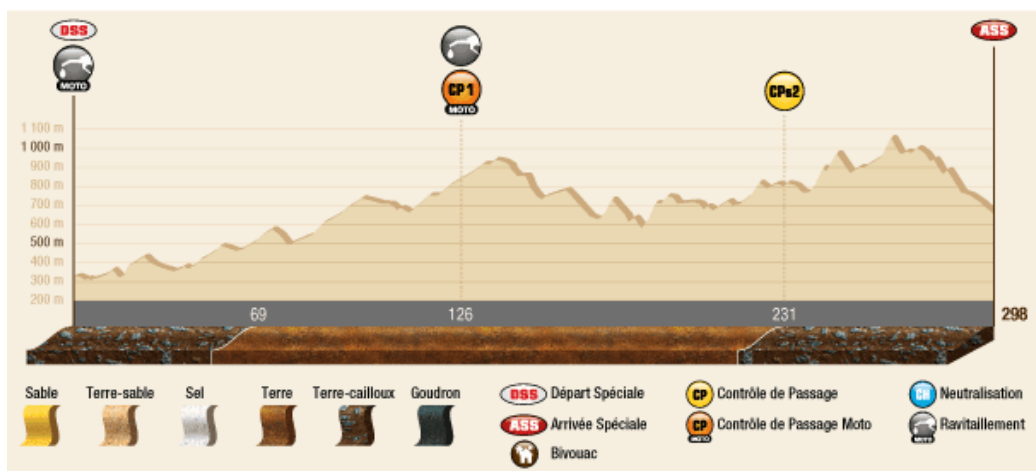 DSS
ASS
MOTO
CP1
MOTO
CPs2
1 100 m
1 000 m
900 m
800 m
700 m
600 m
500 m
400 m
300 m
200 m
69
126
231
298
Sable
Terre-sable
Sel
Terre
Terre-cailloux
Goudron
DSS Départ Spéciale
ASS Arrivée Spéciale
Bivouac
CP Contrôle de Passage
CP MOTO Contrôle de Passage Moto
Neutralisation
MOTO Ravitaillement